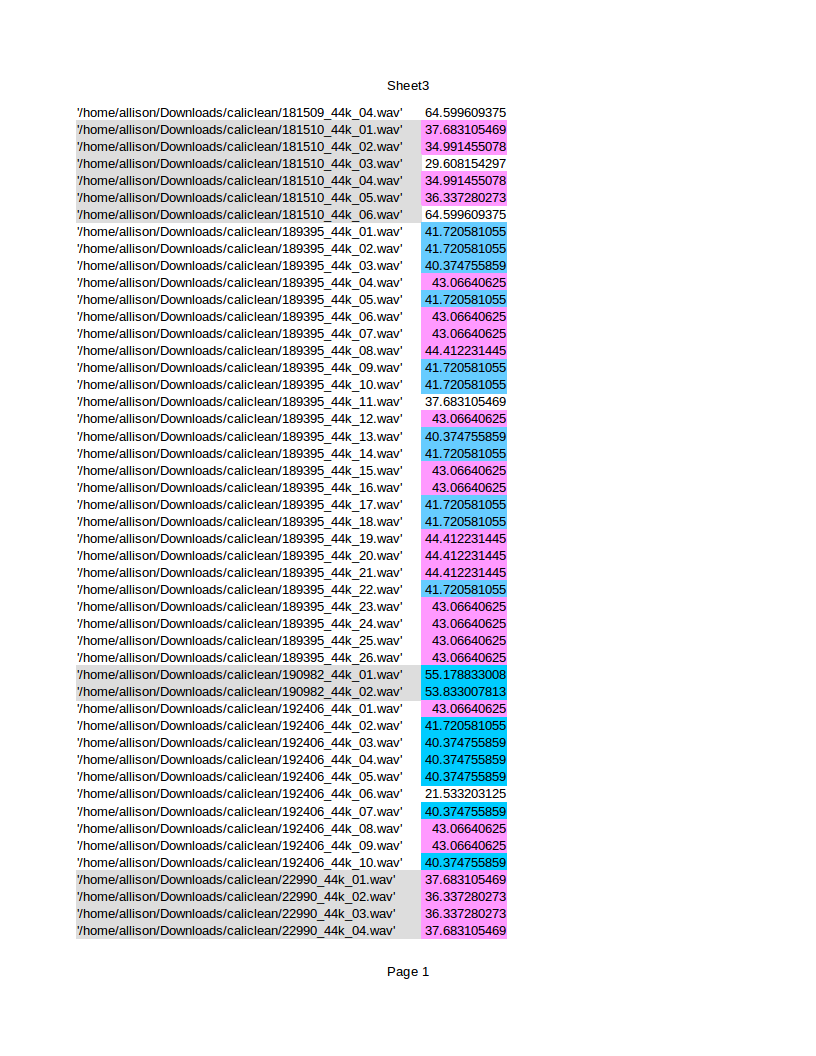 Sheet3
'/home/allison/Downloads/caliclean/181509_44k_04.wav' 64.599609375
'/home/allison/Downloads/caliclean/181510_44k_01.wav' 37.683105469
'/home/allison/Downloads/caliclean/181510_44k_02.wav' 34.991455078
'/home/allison/Downloads/caliclean/181510_44k_03.wav' 29.608154297
'/home/allison/Downloads/caliclean/181510_44k_04.wav' 34.991455078
'/home/allison/Downloads/caliclean/181510_44k_05.wav' 36.337280273
'/home/allison/Downloads/caliclean/181510_44k_06.wav' 64.599609375
'/home/allison/Downloads/caliclean/189395_44k_01.wav' 41.720581055
'/home/allison/Downloads/caliclean/189395_44k_02.wav' 41.720581055
'/home/allison/Downloads/caliclean/189395_44k_03.wav' 40.374755859
'/home/allison/Downloads/caliclean/189395_44k_04.wav' 43.06640625
'/home/allison/Downloads/caliclean/189395_44k_05.wav' 41.720581055
'/home/allison/Downloads/caliclean/189395_44k_06.wav' 43.06640625
'/home/allison/Downloads/caliclean/189395_44k_07.wav' 43.06640625
'/home/allison/Downloads/caliclean/189395_44k_08.wav' 44.412231445
'/home/allison/Downloads/caliclean/189395_44k_09.wav' 41.720581055
'/home/allison/Downloads/caliclean/189395_44k_10.wav' 41.720581055
'/home/allison/Downloads/caliclean/189395_44k_11.wav' 37.683105469
'/home/allison/Downloads/caliclean/189395_44k_12.wav' 43.06640625
'/home/allison/Downloads/caliclean/189395_44k_13.wav' 40.374755859
'/home/allison/Downloads/caliclean/189395_44k_14.wav' 41.720581055
'/home/allison/Downloads/caliclean/189395_44k_15.wav' 43.06640625
'/home/allison/Downloads/caliclean/189395_44k_16.wav' 43.06640625
'/home/allison/Downloads/caliclean/189395_44k_17.wav' 41.720581055
'/home/allison/Downloads/caliclean/189395_44k_18.wav' 41.720581055
'/home/allison/Downloads/caliclean/189395_44k_19.wav' 44.412231445
'/home/allison/Downloads/caliclean/189395_44k_20.wav' 44.412231445
'/home/allison/Downloads/caliclean/189395_44k_21.wav' 44.412231445
'/home/allison/Downloads/caliclean/189395_44k_22.wav' 41.720581055
'/home/allison/Downloads/caliclean/189395_44k_23.wav' 43.06640625
'/home/allison/Downloads/caliclean/189395_44k_24.wav' 43.06640625
'/home/allison/Downloads/caliclean/189395_44k_25.wav' 43.06640625
'/home/allison/Downloads/caliclean/189395_44k_26.wav' 43.06640625
'/home/allison/Downloads/caliclean/190982_44k_01.wav' 55.178833008
'/home/allison/Downloads/caliclean/190982_44k_02.wav' 53.833007813
'/home/allison/Downloads/caliclean/192406_44k_01.wav' 43.06640625
'/home/allison/Downloads/caliclean/192406_44k_02.wav' 41.720581055
'/home/allison/Downloads/caliclean/192406_44k_03.wav' 40.374755859
'/home/allison/Downloads/caliclean/192406_44k_04.wav' 40.374755859
'/home/allison/Downloads/caliclean/192406_44k_05.wav' 40.374755859
'/home/allison/Downloads/caliclean/192406_44k_06.wav' 21.533203125
'/home/allison/Downloads/caliclean/192406_44k_07.wav' 40.374755859
'/home/allison/Downloads/caliclean/192406_44k_08.wav' 43.06640625
'/home/allison/Downloads/caliclean/192406_44k_09.wav' 43.06640625
'/home/allison/Downloads/caliclean/192406_44k_10.wav' 40.374755859
'/home/allison/Downloads/caliclean/22990_44k_01.wav' 37.683105469
'/home/allison/Downloads/caliclean/22990_44k_02.wav' 36.337280273
'/home/allison/Downloads/caliclean/22990_44k_03.wav' 36.337280273
'/home/allison/Downloads/caliclean/22990_44k_04.wav' 37.683105469
Page 1